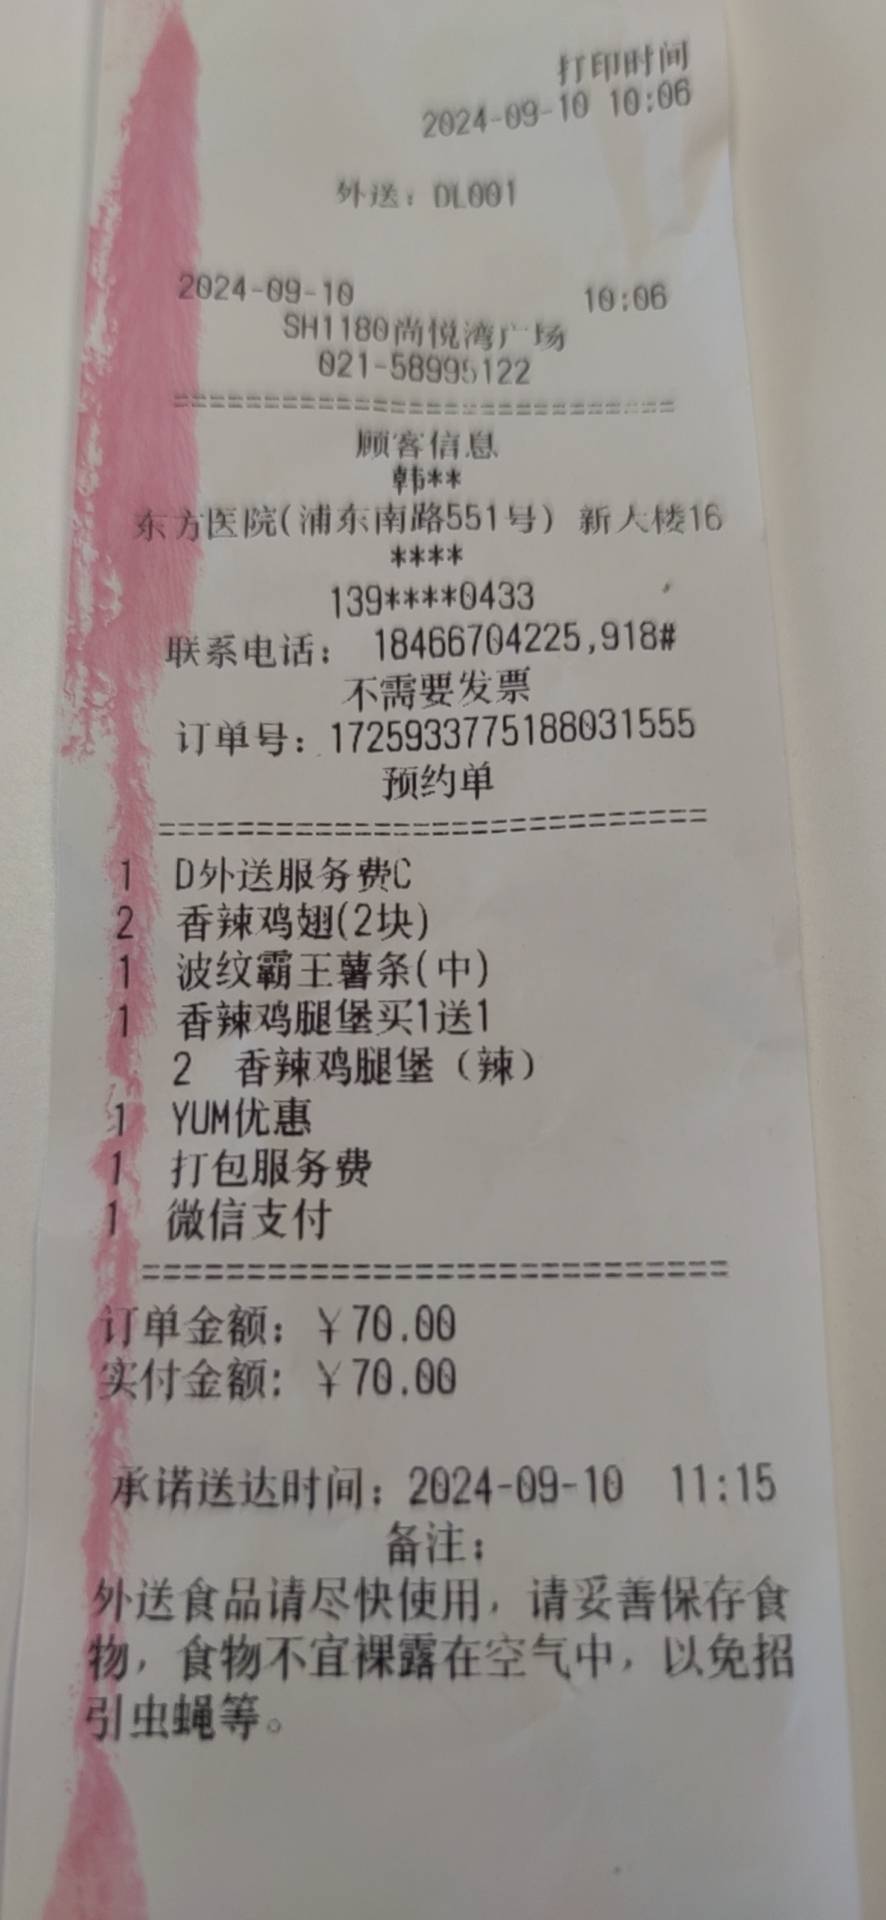 打印时间
2024-09-10 10:06
外送：DL001
2024-09-10 10:06
SH1180尚悦湾广场
021-58995122
============================
顾客信息
韩**
东方医院(浦东南路551号) 新大楼16
****
139****0433
联系电话： 18466704225,918#
不需要发票
订单号：1725933775188031555
预约单
============================
1 D外送服务费C
2 香辣鸡翅(2块)
1 波纹霸王薯条(中)
1 香辣鸡腿堡买1送1
2 香辣鸡腿堡（辣）
1 YUM优惠
1 打包服务费
1 微信支付
============================
订单金额：￥70.00
实付金额：￥70.00
承诺送达时间：2024-09-10 11:15
备注：
外送食品请尽快使用，请妥善保存食
物，食物不宜裸露在空气中，以免招
引虫蝇等。